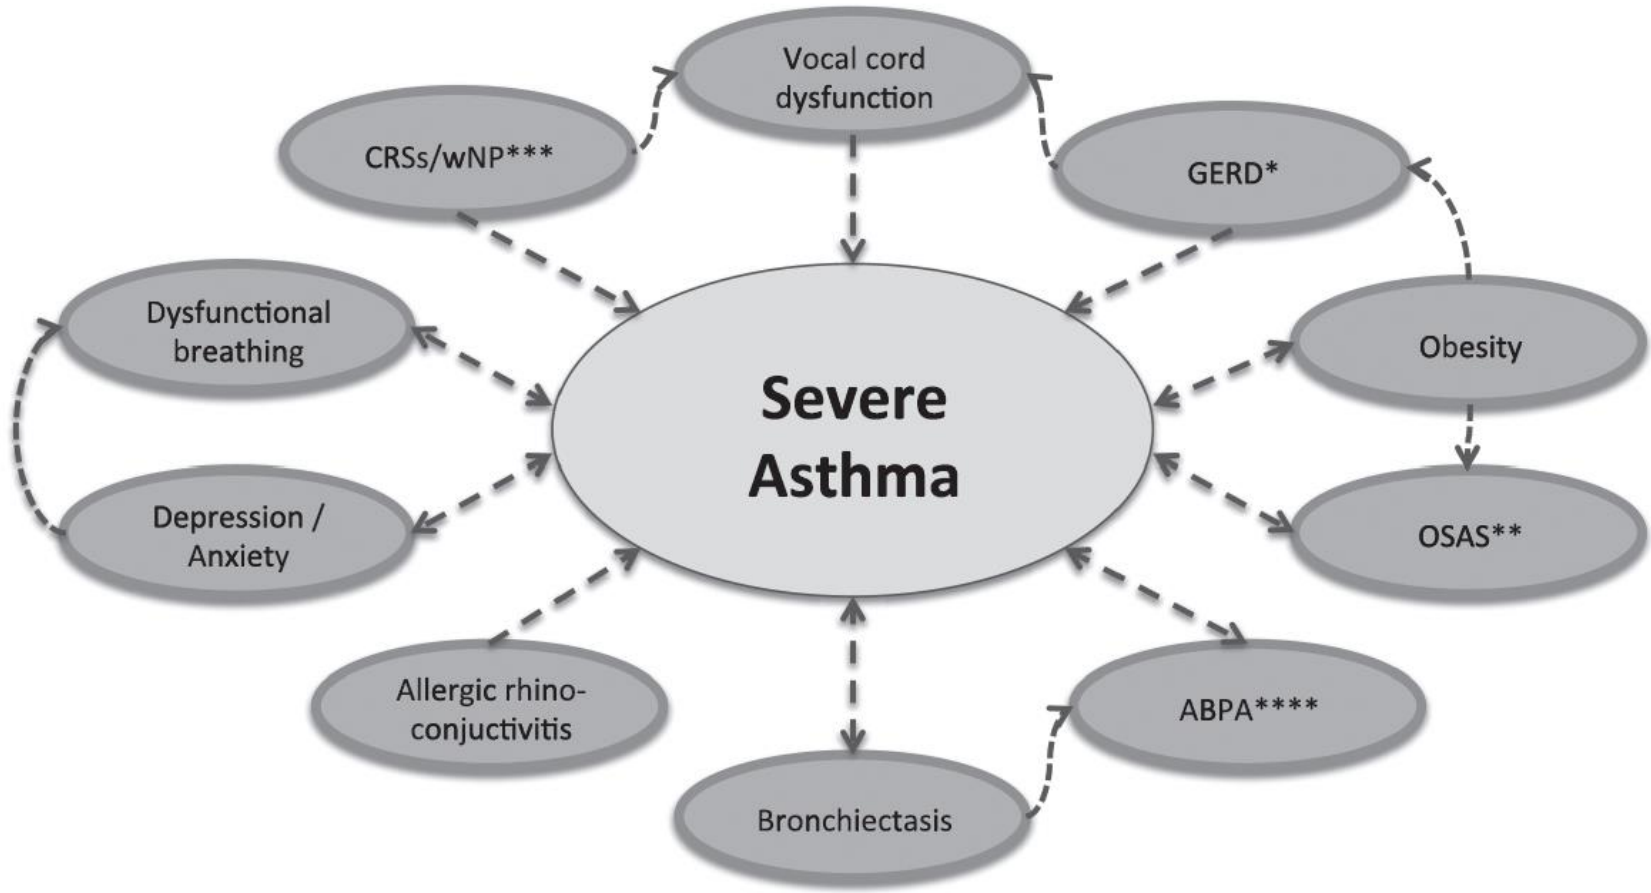 Vocal cord
dysfunction
CRSs/wNP***
GERD*
Dysfunctional
breathing
Obesity
Severe
Asthma
Depression /
Anxiety
OSAS**
Allergic rhino-
conjuctivitis
ABPA****
Bronchiectasis